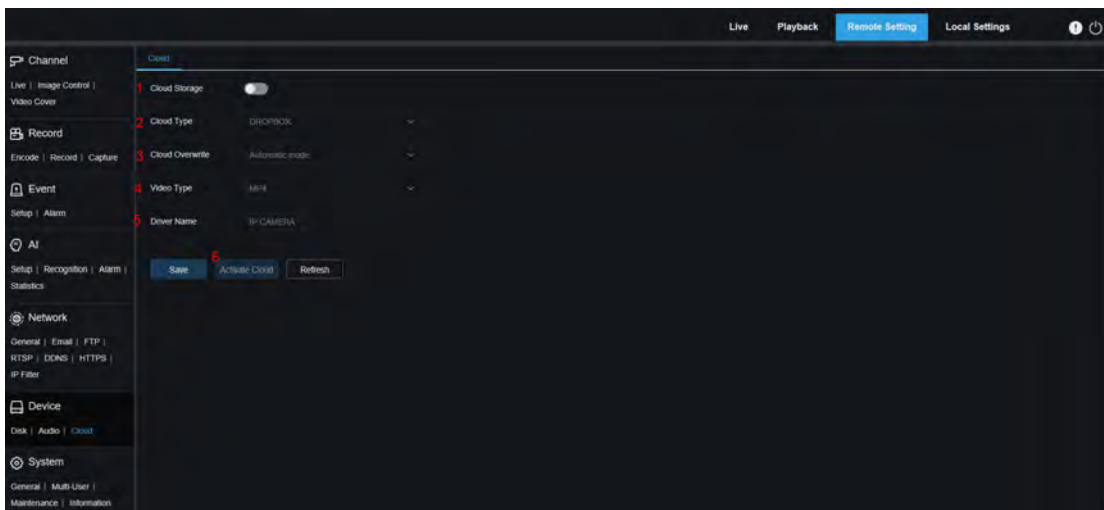 Live Playback Remote Setting Local Settings
Channel
Live | Image Control |
Video Cover
Record
Encode | Record | Capture
Event
Setup | Alarm
AI
Setup | Recognition | Alarm |
Statistics
Network
General | Email | FTP |
RTSP | DDNS | HTTPS |
IP Filter
Device
Disk | Audio | Cloud
System
General | Multi-User |
Maintenance | Information
Cloud
1 Cloud Storage
2 Cloud Type DROPBOX
3 Cloud Overwrite Automatic mode
4 Video Type MP4
5 Driver Name IP CAMERA
6
Save Activate Cloud Refresh